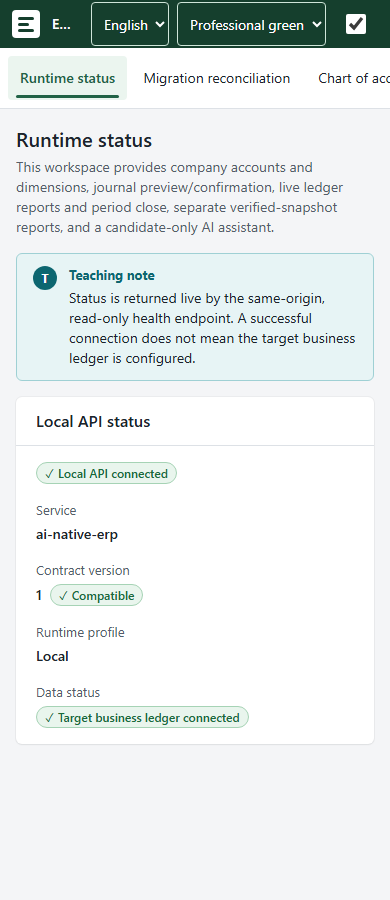 E...
English
Professional green
Runtime status
Migration reconciliation
Chart of acc
Runtime status
This workspace provides company accounts and
dimensions, journal preview/confirmation, live ledger
reports and period close, separate verified-snapshot
reports, and a candidate-only AI assistant.
T
Teaching note
Status is returned live by the same-origin,
read-only health endpoint. A successful
connection does not mean the target business
ledger is configured.
Local API status
✓ Local API connected
Service
ai-native-erp
Contract version
1 ✓ Compatible
Runtime profile
Local
Data status
✓ Target business ledger connected